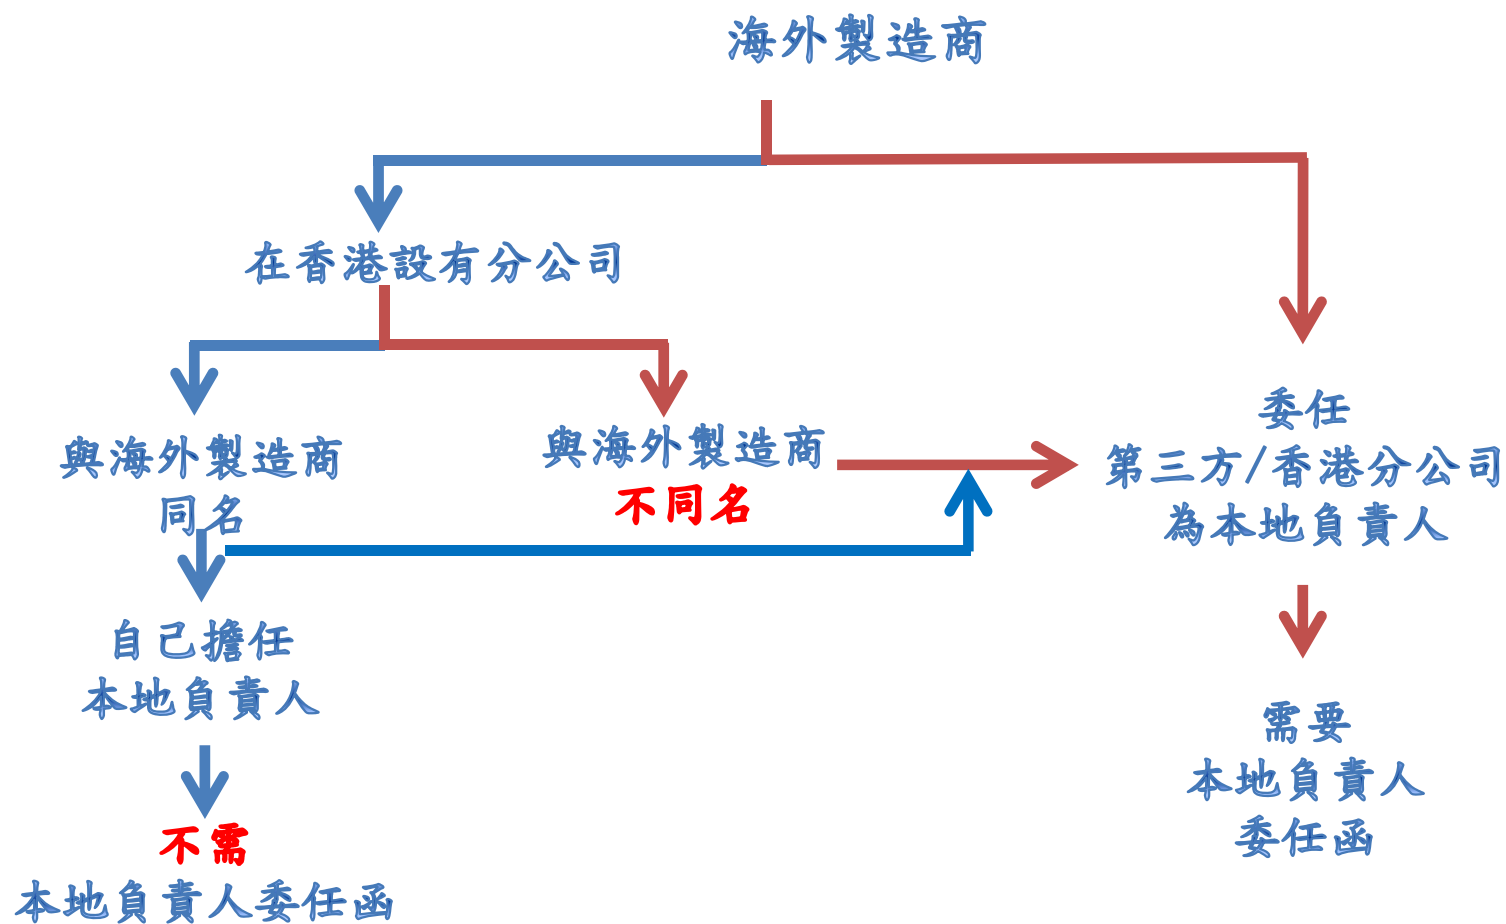 海外製造商
在香港設有分公司
與海外製造商
同名
與海外製造商
不同名
委任
第三方/香港分公司
為本地負責人
自己擔任
本地負責人
不需
本地負責人委任函
需要
本地負責人
委任函